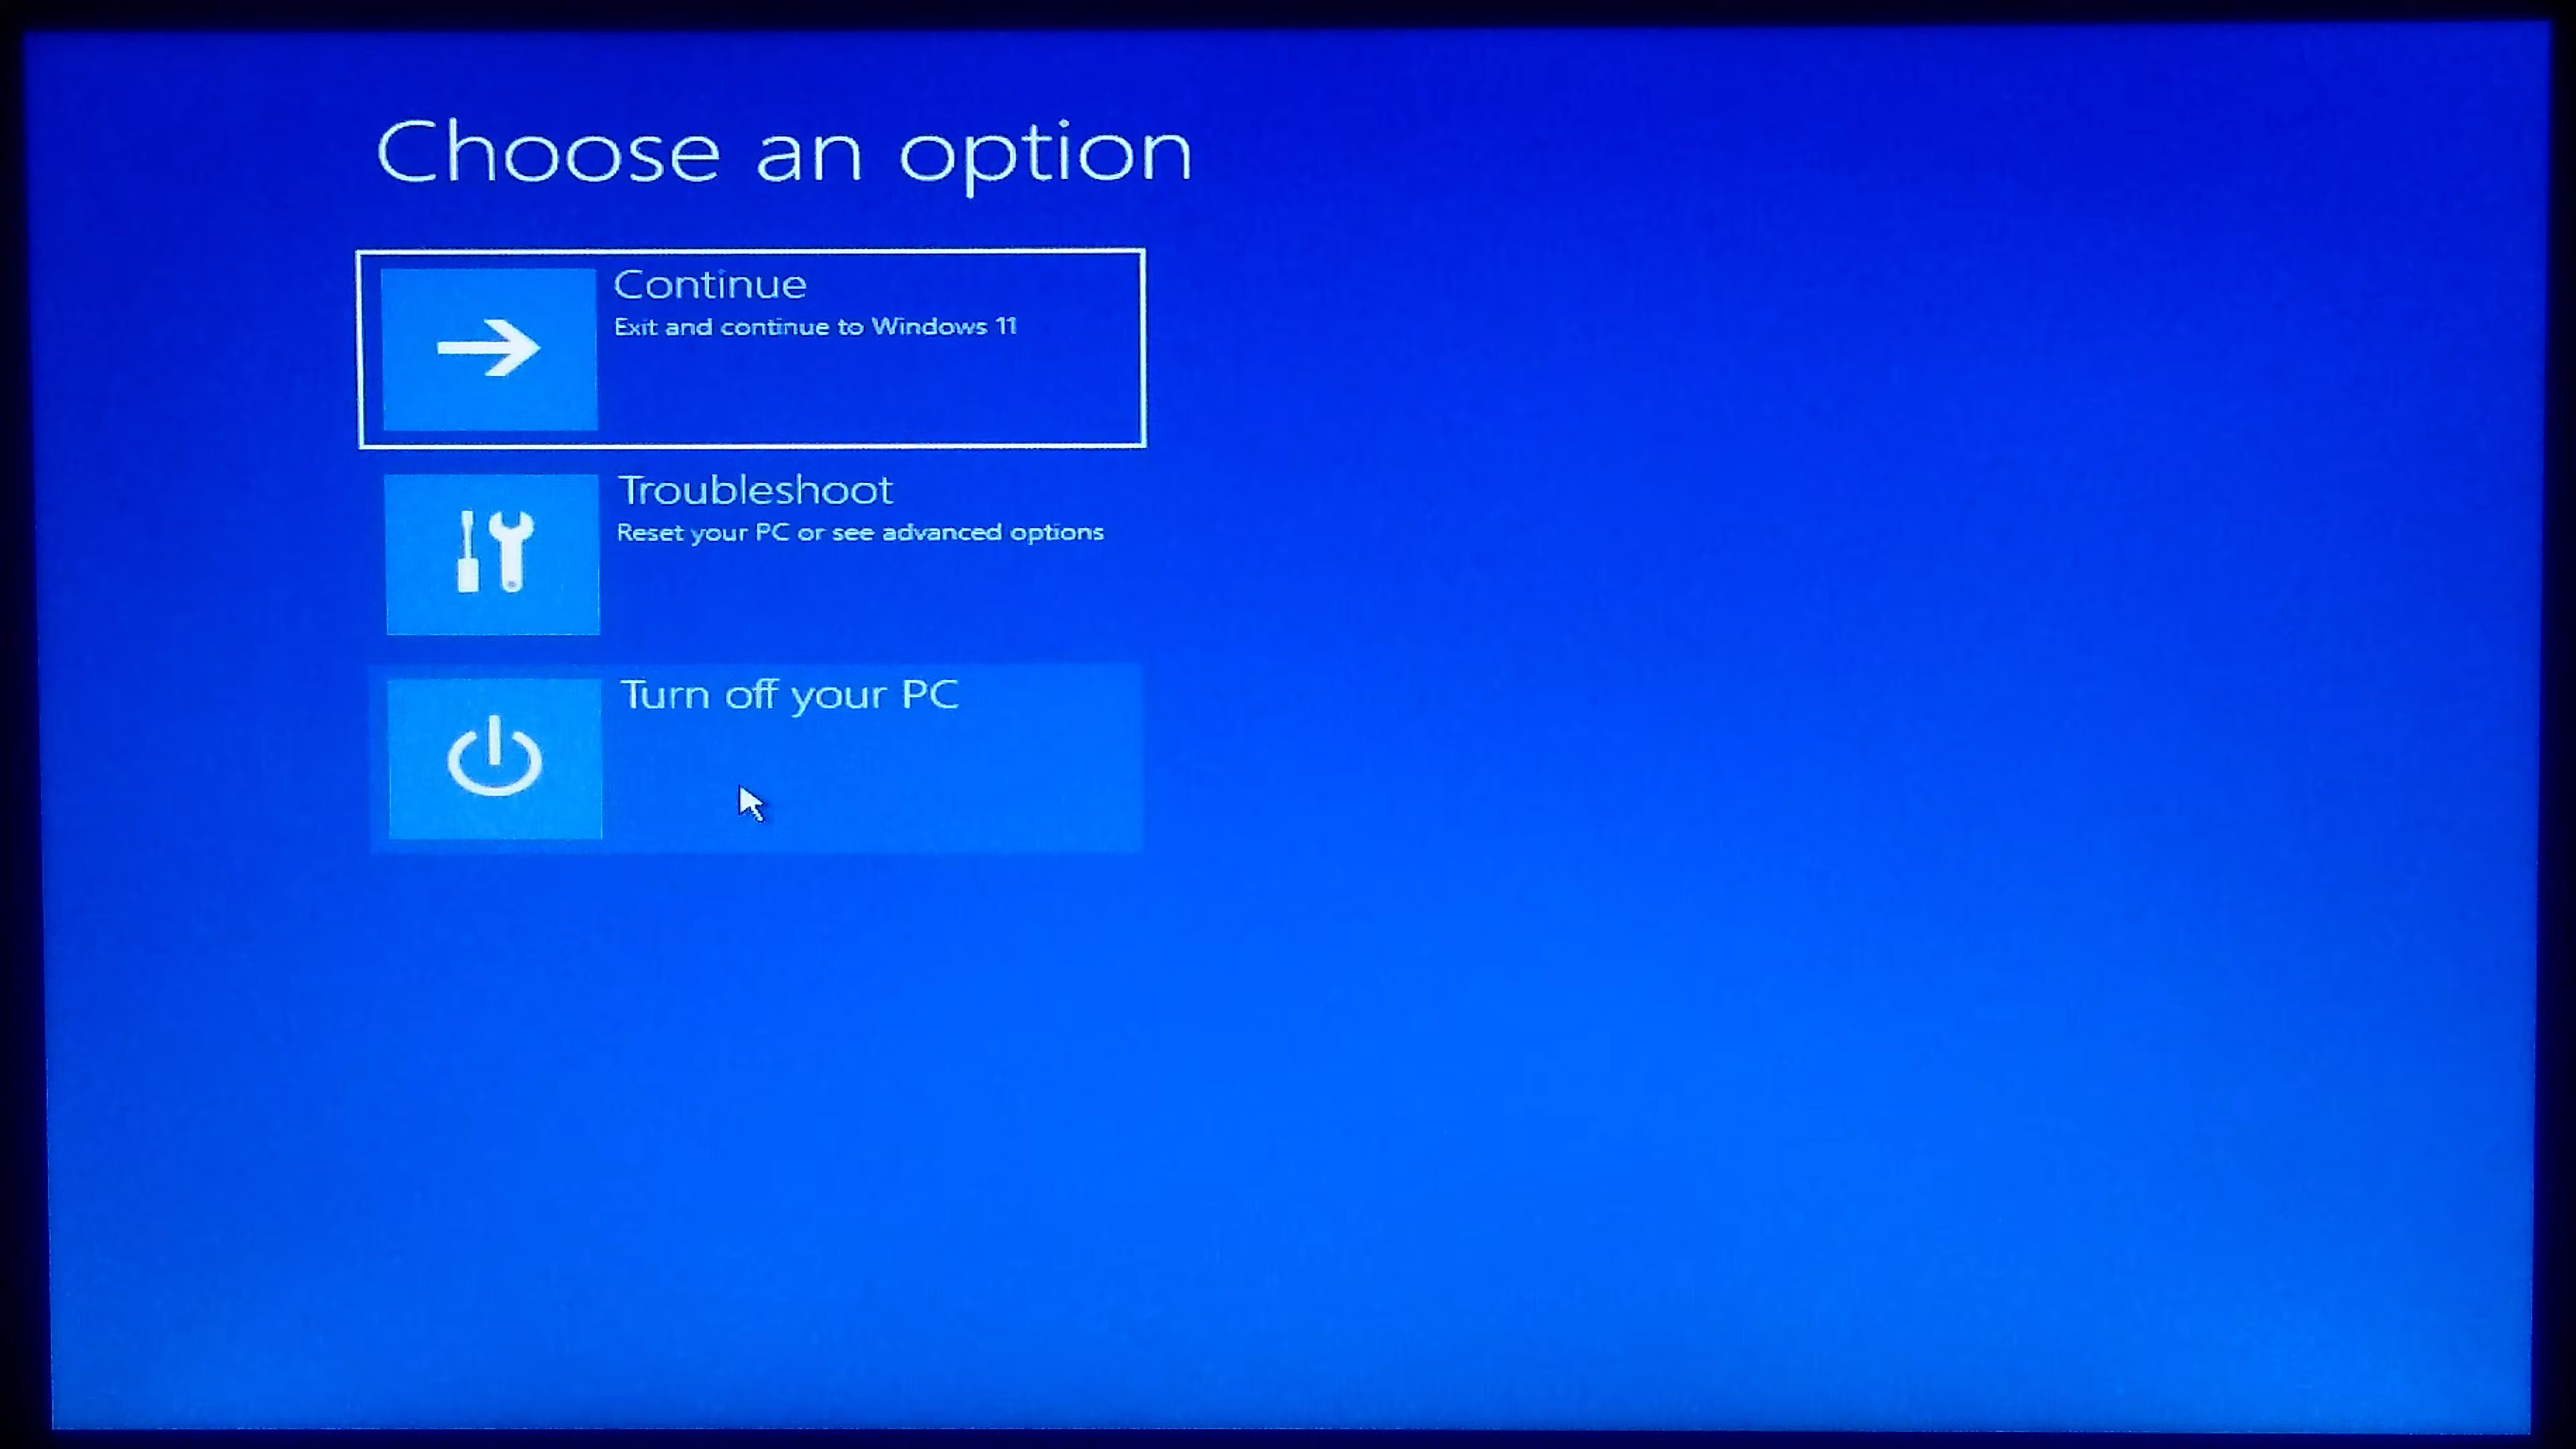 Choose an option
Continue
Exit and continue to Windows 11
Troubleshoot
Reset your PC or see advanced options
Turn off your PC